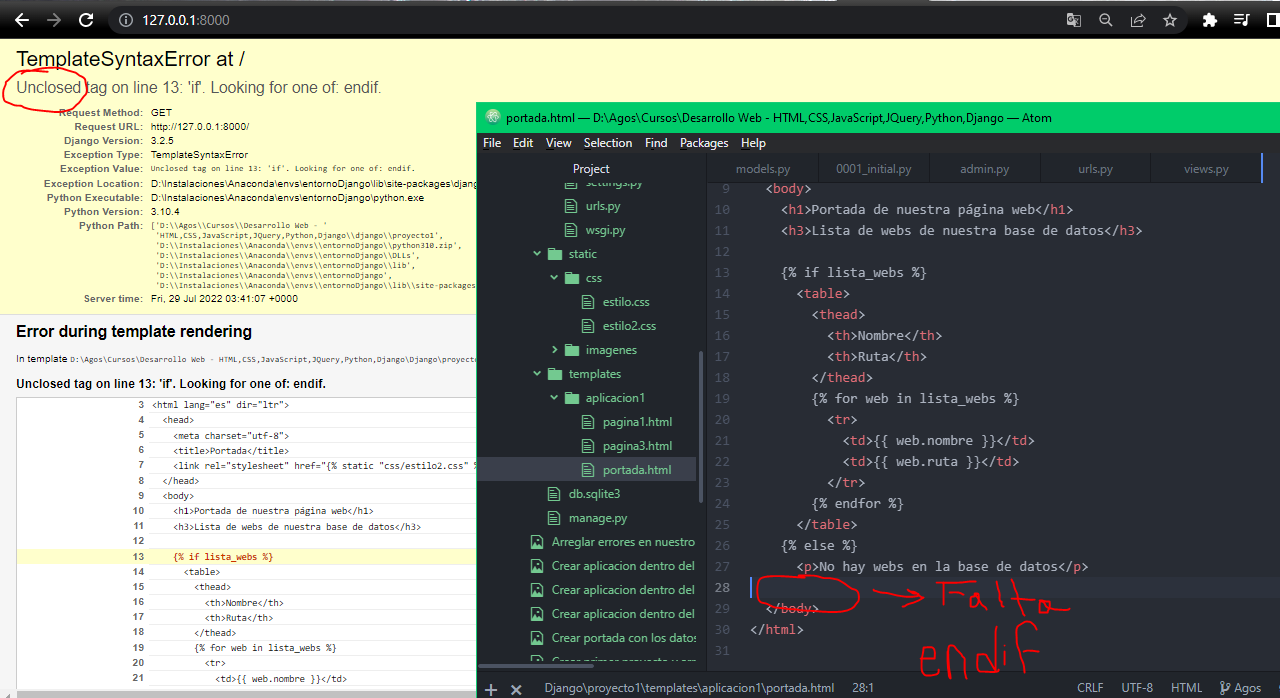 127.0.0.1:8000
TemplateSyntaxError at /
Unclosed tag on line 13: 'if'. Looking for one of: endif.
Request Method: GET
Request URL: http://127.0.0.1:8000/
Django Version: 3.2.5
Exception Type: TemplateSyntaxError
Exception Value: Unclosed tag on line 13: 'if'. Looking for one of: endif.
Exception Location: D:\Instalaciones\Anaconda\envs\entornoDjango\lib\site-packages\djang
Python Executable: D:\Instalaciones\Anaconda\envs\entornoDjango\python.exe
Python Version: 3.10.4
Python Path: ['D:\\Agos\\Cursos\\Desarrollo Web - '
'HTML,CSS,JavaScript,JQuery,Python,Django\\django\\proyecto1',
'D:\\Instalaciones\\Anaconda\\envs\\entornoDjango\\python310.zip',
'D:\\Instalaciones\\Anaconda\\envs\\entornoDjango\\DLLs',
'D:\\Instalaciones\\Anaconda\\envs\\entornoDjango\\lib',
'D:\\Instalaciones\\Anaconda\\envs\\entornoDjango',
'D:\\Instalaciones\\Anaconda\\envs\\entornoDjango\\lib\\site-packages
Server time: Fri, 29 Jul 2022 03:41:07 +0000
Error during template rendering
In template D:\Agos\Cursos\Desarrollo Web - HTML,CSS,JavaScript,JQuery,Python,Django\Django\proyect
Unclosed tag on line 13: 'if'. Looking for one of: endif.
3 <html lang="es" dir="ltr">
4 <head>
5 <meta charset="utf-8">
6 <title>Portada</title>
7 <link rel="stylesheet" href="{% static "css/estilo2.css" %
8 </head>
9 <body>
10 <h1>Portada de nuestra página web</h1>
11 <h3>Lista de webs de nuestra base de datos</h3>
12
13 {% if lista_webs %}
14 <table>
15 <thead>
16 <th>Nombre</th>
17 <th>Ruta</th>
18 </thead>
19 {% for web in lista_webs %}
20 <tr>
21 <td>{{ web.nombre }}</td>
portada.html — D:\Agos\Cursos\Desarrollo Web - HTML,CSS,JavaScript,JQuery,Python,Django — Atom
File Edit View Selection Find Packages Help
Project
settings.py
urls.py
wsgi.py
static
css
estilo.css
estilo2.css
imagenes
templates
aplicacion1
pagina1.html
pagina3.html
portada.html
db.sqlite3
manage.py
Arreglar errores en nuestro
Crear aplicacion dentro del
Crear aplicacion dentro del
Crear aplicacion dentro del
Crear portada con los datos
models.py 0001_initial.py admin.py urls.py views.py
9 <body>
10 <h1>Portada de nuestra página web</h1>
11 <h3>Lista de webs de nuestra base de datos</h3>
12
13 {% if lista_webs %}
14 <table>
15 <thead>
16 <th>Nombre</th>
17 <th>Ruta</th>
18 </thead>
19 {% for web in lista_webs %}
20 <tr>
21 <td>{{ web.nombre }}</td>
22 <td>{{ web.ruta }}</td>
23 </tr>
24 {% endfor %}
25 </table>
26 {% else %}
27 <p>No hay webs en la base de datos</p>
28
29 </body>
30 </html>
31
Falta
endif
Django\proyecto1\templates\aplicacion1\portada.html 28:1 CRLF UTF-8 HTML Agos